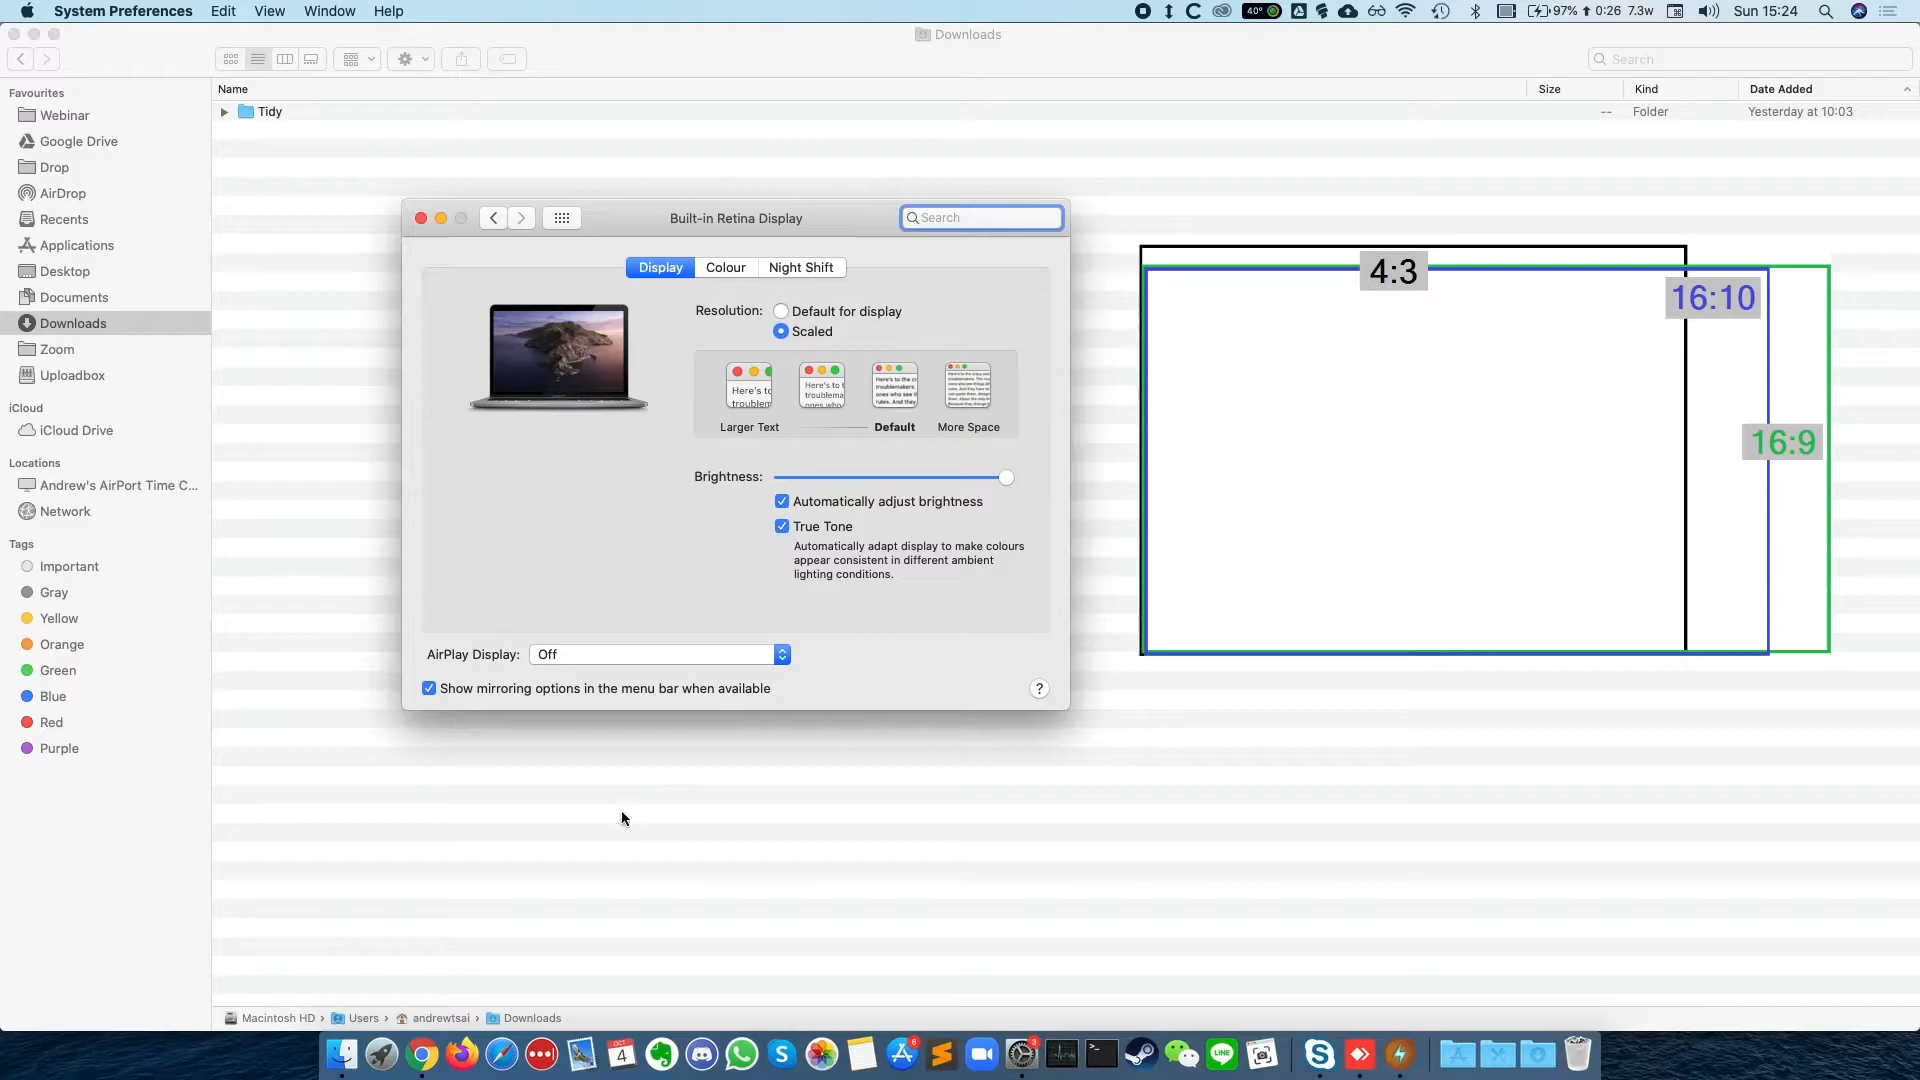 System Preferences Edit View Window Help
40° 97% 0:26 7.3w Sun 15:24
Downloads
Search
Name Size Kind Date Added
Tidy -- Folder Yesterday at 10:03
Favourites
Webinar
Google Drive
Drop
AirDrop
Recents
Applications
Desktop
Documents
Downloads
Zoom
Uploadbox
iCloud
iCloud Drive
Locations
Andrew's AirPort Time C...
Network
Tags
Important
Gray
Yellow
Orange
Green
Blue
Red
Purple
Built-in Retina Display
Search
Display Colour Night Shift
Resolution: Default for display
Scaled
Larger Text Default More Space
Brightness:
Automatically adjust brightness
True Tone
Automatically adapt display to make colours
appear consistent in different ambient
lighting conditions.
AirPlay Display: Off
Show mirroring options in the menu bar when available
?
4:3
16:10
16:9
Macintosh HD › Users › andrewtsai › Downloads
OCT
4
6
3
LINE